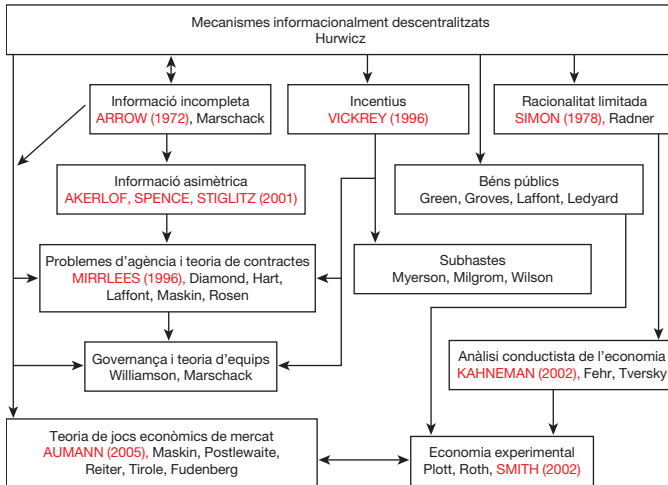 Mecanismes informacionalment descentralitzats
Hurwicz
Informació incompleta
ARROW (1972), Marschack
Incentius
VICKREY (1996)
Racionalitat limitada
SIMON (1978), Radner
Informació asimètrica
AKERLOF, SPENCE, STIGLITZ (2001)
Béns públics
Green, Groves, Laffont, Ledyard
Problemes d’agència i teoria de contractes
MIRRLEES (1996), Diamond, Hart,
Laffont, Maskin, Rosen
Subhastes
Myerson, Milgrom, Wilson
Governança i teoria d’equips
Williamson, Marschack
Anàlisi conductista de l’economia
KAHNEMAN (2002), Fehr, Tversky
Teoria de jocs econòmics de mercat
AUMANN (2005), Maskin, Postlewaite,
Reiter, Tirole, Fudenberg
Economia experimental
Plott, Roth, SMITH (2002)